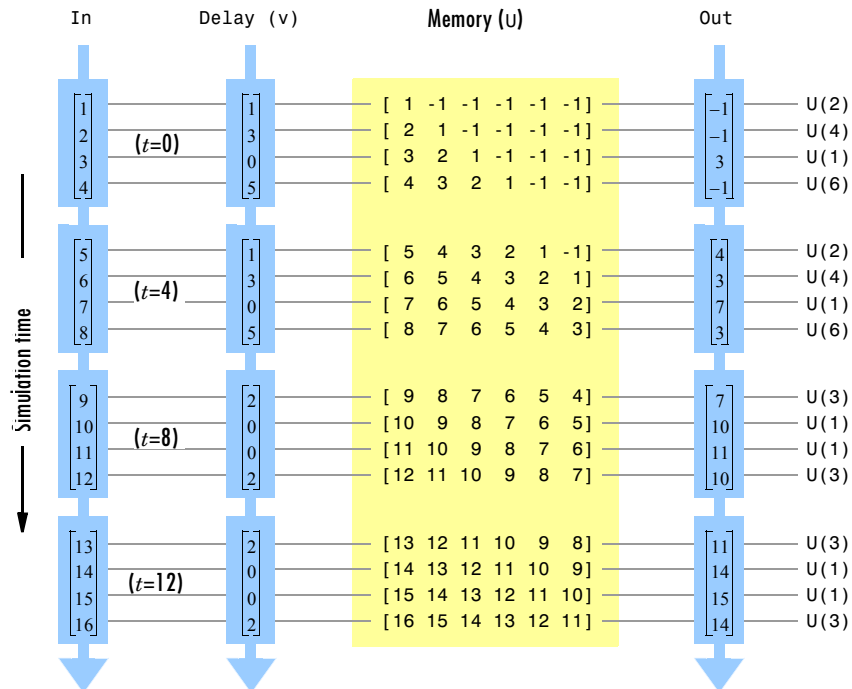 In Delay (v) Memory (U) Out
1 1 [ 1 -1 -1 -1 -1 -1] −1 U(2)
2 3 [ 2 1 -1 -1 -1 -1] −1 U(4)
(t=0)
3 0 [ 3 2 1 -1 -1 -1] 3 U(1)
4 5 [ 4 3 2 1 -1 -1] −1 U(6)
5 1 [ 5 4 3 2 1 -1] 4 U(2)
6 3 [ 6 5 4 3 2 1] 3 U(4)
(t=4)
7 0 [ 7 6 5 4 3 2] 7 U(1)
8 5 [ 8 7 6 5 4 3] 3 U(6)
Simulation time
9 2 [ 9 8 7 6 5 4] 7 U(3)
10 0 [10 9 8 7 6 5] 10 U(1)
(t=8)
11 0 [11 10 9 8 7 6] 11 U(1)
12 2 [12 11 10 9 8 7] 10 U(3)
13 2 [13 12 11 10 9 8] 11 U(3)
14 0 [14 13 12 11 10 9] 14 U(1)
(t=12)
15 0 [15 14 13 12 11 10] 15 U(1)
16 2 [16 15 14 13 12 11] 14 U(3)